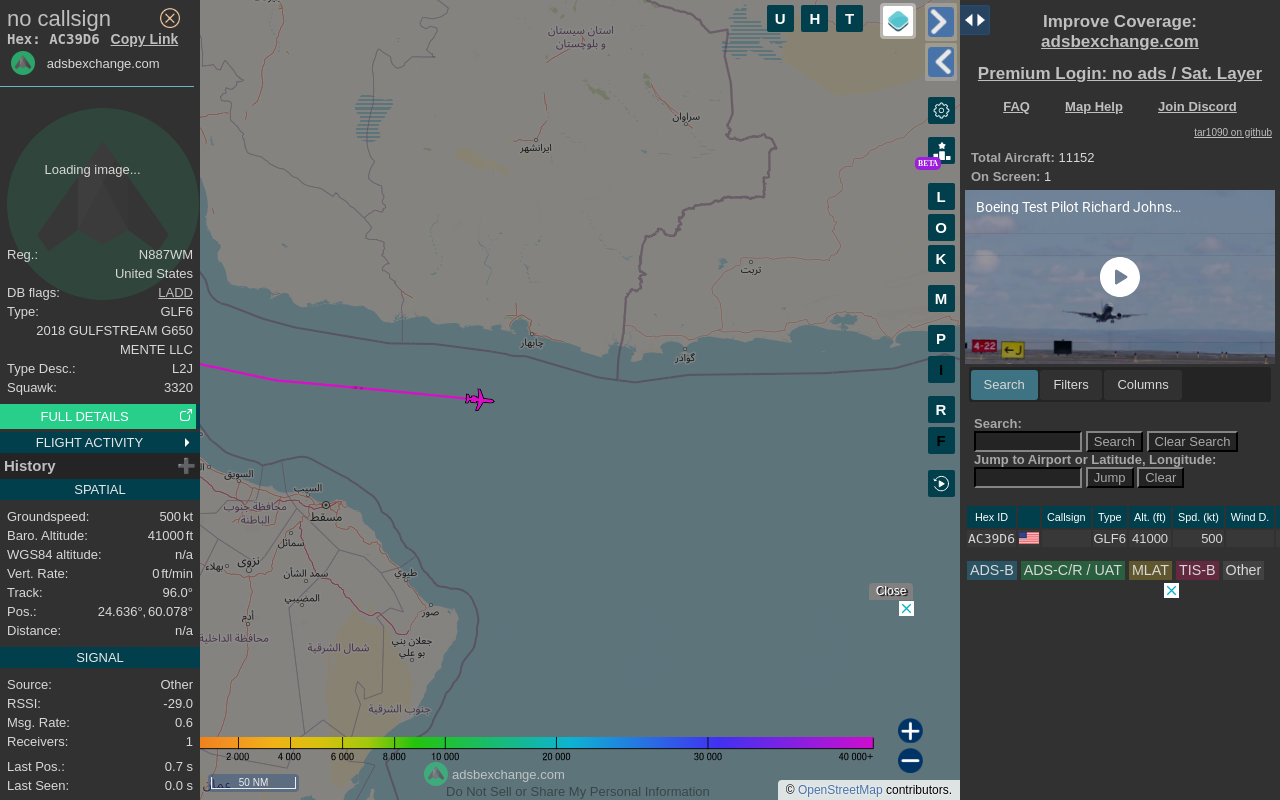 no callsign
Hex: AC39D6 Copy Link
adsbexchange.com
Loading image...
Reg.: N887WM
United States
DB flags: LADD
Type: GLF6
2018 GULFSTREAM G650
MENTE LLC
Type Desc.: L2J
Squawk: 3320
FULL DETAILS
FLIGHT ACTIVITY
History
SPATIAL
Groundspeed: 500 kt
Baro. Altitude: 41000 ft
WGS84 altitude: n/a
Vert. Rate: 0 ft/min
Track: 96.0°
Pos.: 24.636°, 60.078°
Distance: n/a
SIGNAL
Source: Other
RSSI: -29.0
Msg. Rate: 0.6
Receivers: 1
Last Pos.: 0.7 s
Last Seen: 0.0 s
استان سیستان
و بلوچستان
سراوان
ایرانشهر
تربت
چابهار
گوادر
السويق
السيب
محافظة جنوب
الباطنة
مسقط
سمائل
نزوى
بهلاء
سمد الشأن
طيوي
المضيبي
صور
أدم
محافظة الداخلية
شمال الشرقية
جعلان بني
بو علي
جنوب الشرقية
عمان
U H T
BETA
L
O
K
M
P
I
R
F
Close
2 000 4 000 6 000 8 000 10 000 20 000 30 000 40 000+
50 NM
adsbexchange.com
Do Not Sell or Share My Personal Information
© OpenStreetMap contributors.
Improve Coverage:
adsbexchange.com
Premium Login: no ads / Sat. Layer
FAQ Map Help Join Discord
tar1090 on github
Total Aircraft: 11152
On Screen: 1
Boeing Test Pilot Richard Johns…
4-22 J
Search Filters Columns
Search:
Search Clear Search
Jump to Airport or Latitude, Longitude:
Jump Clear
Hex ID Callsign Type Alt. (ft) Spd. (kt) Wind D.
AC39D6 GLF6 41000 500
ADS-B ADS-C/R / UAT MLAT TIS-B Other